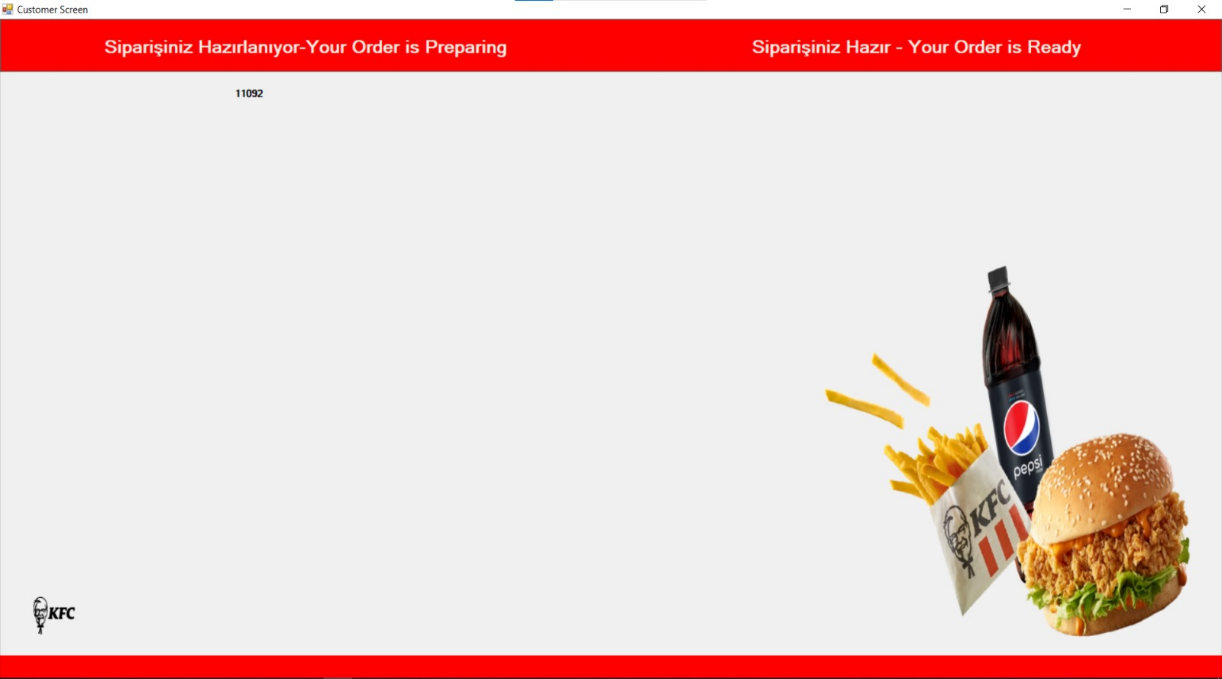 Customer Screen
Siparişiniz Hazırlanıyor-Your Order is Preparing
Siparişiniz Hazır - Your Order is Ready
11092
pepsi
KFC
KFC